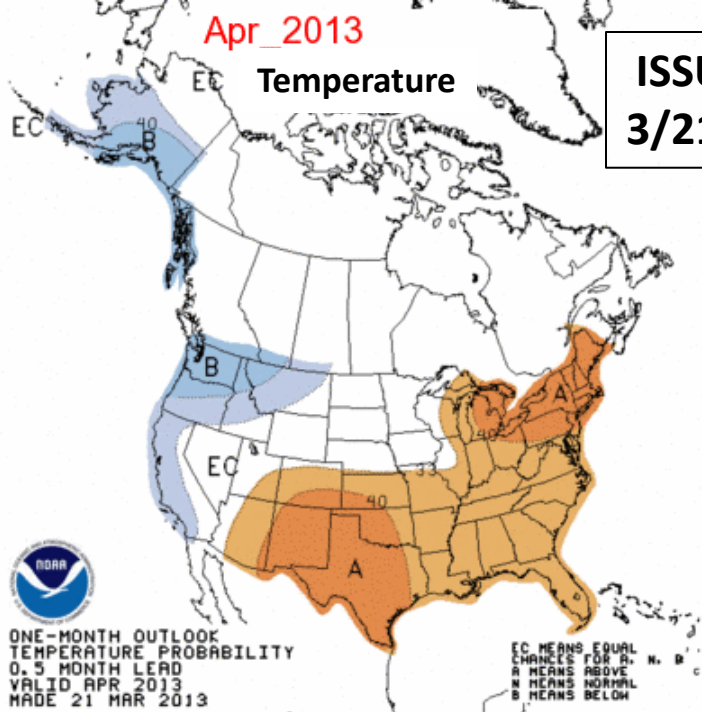 Apr_2013
Temperature
ISSU
3/21
EC
EC
40
B
B
A
EC
40
33
40
A
NOAA
ONE-MONTH OUTLOOK
TEMPERATURE PROBABILITY
0.5 MONTH LEAD
VALID APR 2013
MADE 21 MAR 2013
EC MEANS EQUAL
CHANCES FOR A, N, B
A MEANS ABOVE
N MEANS NORMAL
B MEANS BELOW